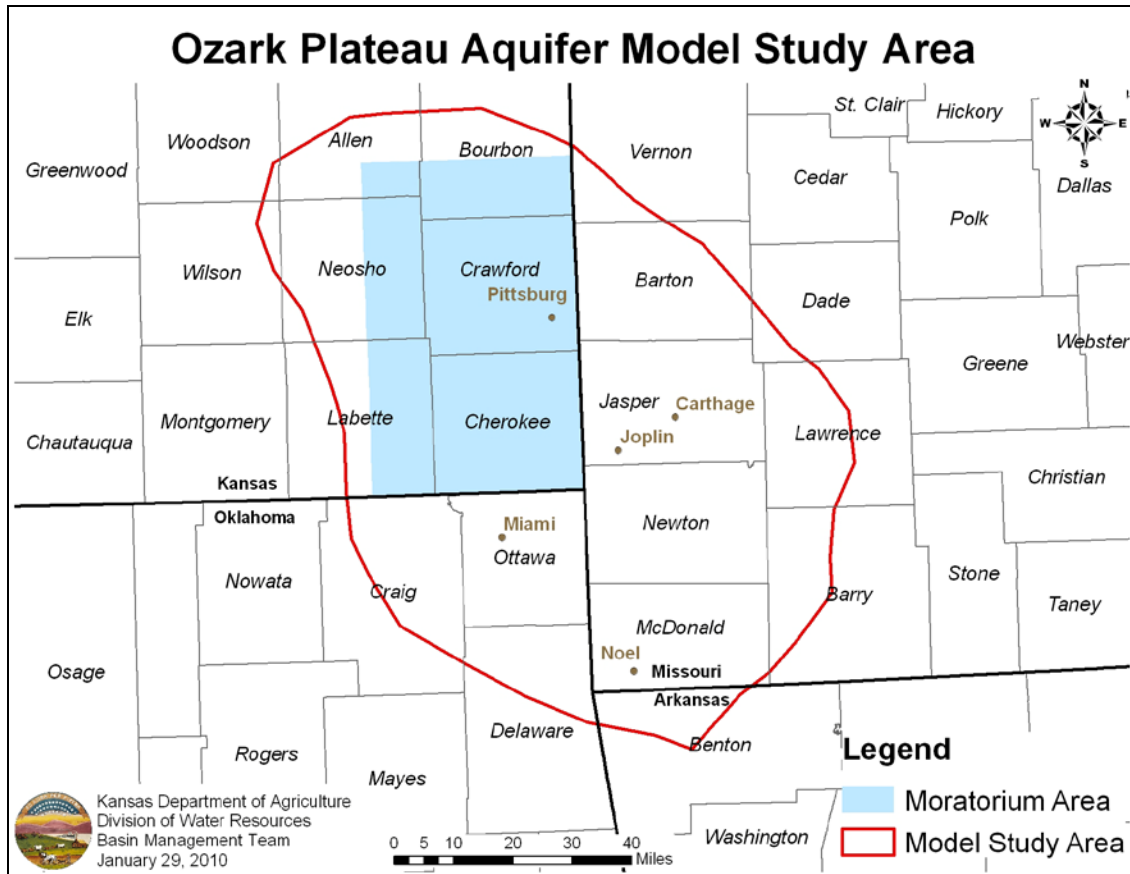 Ozark Plateau Aquifer Model Study Area
N
W E
S
St. Clair
Hickory
Woodson
Allen
Bourbon
Vernon
Greenwood
Cedar
Dallas
Polk
Wilson
Neosho
Crawford
Barton
Pittsburg
Dade
Elk
Webster
Greene
Jasper
Carthage
Montgomery
Labette
Cherokee
Lawrence
Chautauqua
Joplin
Christian
Kansas
Oklahoma
Miami
Newton
Ottawa
Nowata
Craig
Stone
Barry
Taney
McDonald
Noel
Missouri
Osage
Arkansas
Delaware
Benton
Rogers
Mayes
Washington
Legend
Moratorium Area
Model Study Area
Kansas Department of Agriculture
Division of Water Resources
Basin Management Team
January 29, 2010
0 5 10 20 30 40
Miles